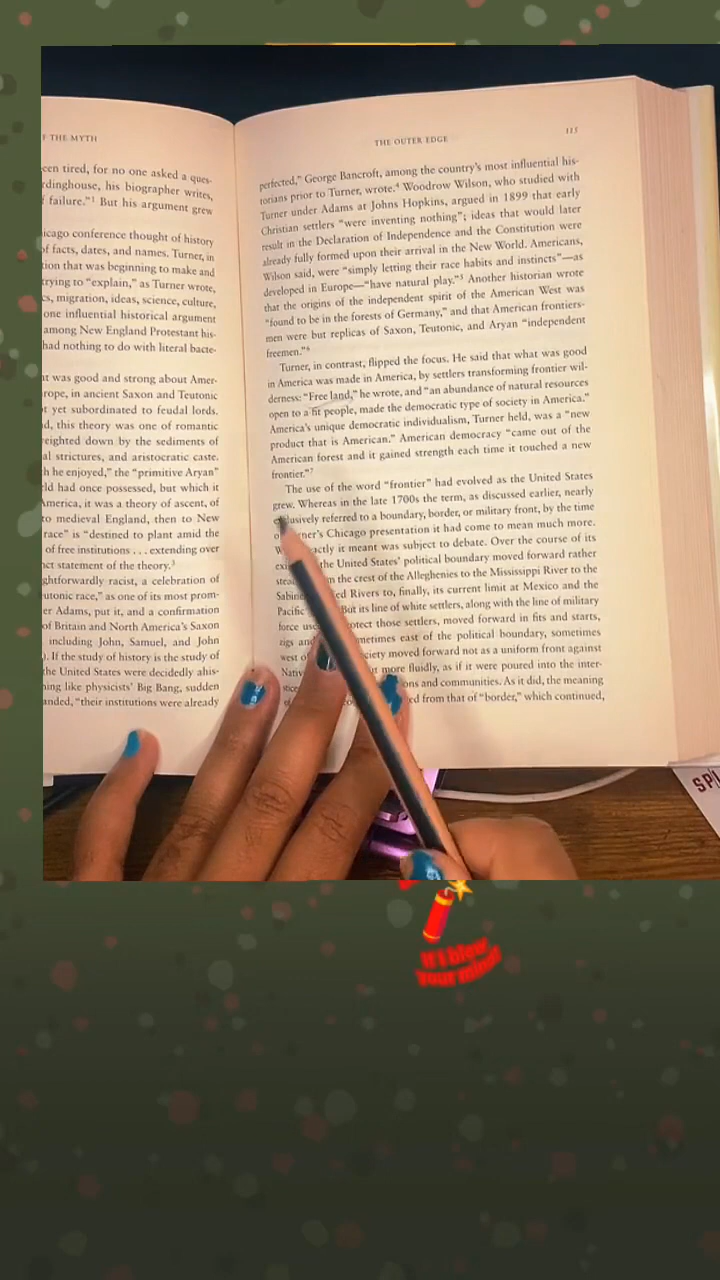 F THE MYTH
een tired, for no one asked a ques-
rdinghouse, his biographer writes,
f failure."1 But his argument grew
icago conference thought of history
of facts, dates, and names. Turner, in
tion that was beginning to make and
trying to "explain," as Turner wrote,
cs, migration, ideas, science, culture,
one influential historical argument
among New England Protestant his-
had nothing to do with literal bacte-
at was good and strong about Amer-
rope, in ancient Saxon and Teutonic
t yet subordinated to feudal lords.
d, this theory was one of romantic
eighted down by the sediments of
al strictures, and aristocratic caste.
h he enjoyed," the "primitive Aryan"
ld had once possessed, but which it
America, it was a theory of ascent, of
to medieval England, then to New
race" is "destined to plant amid the
of free institutions . . . extending over
nct statement of the theory.3
ghtforwardly racist, a celebration of
utonic race," as one of its most prom-
er Adams, put it, and a confirmation
of Britain and North America's Saxon
including John, Samuel, and John
). If the study of history is the study of
the United States were decidedly ahis-
ning like physicists' Big Bang, sudden
anded, "their institutions were already
THE OUTER EDGE
115
perfected," George Bancroft, among the country's most influential his-
torians prior to Turner, wrote.4 Woodrow Wilson, who studied with
Turner under Adams at Johns Hopkins, argued in 1899 that early
Christian settlers "were inventing nothing"; ideas that would later
result in the Declaration of Independence and the Constitution were
already fully formed upon their arrival in the New World. Americans,
Wilson said, were "simply letting their race habits and instincts"—as
developed in Europe—"have natural play."5 Another historian wrote
that the origins of the independent spirit of the American West was
"found to be in the forests of Germany," and that American frontiers-
men were but replicas of Saxon, Teutonic, and Aryan "independent
freemen."6
Turner, in contrast, flipped the focus. He said that what was good
in America was made in America, by settlers transforming frontier wil-
derness: "Free land," he wrote, and "an abundance of natural resources
open to a fit people, made the democratic type of society in America."
America's unique democratic individualism, Turner held, was a "new
product that is American." American democracy "came out of the
American forest and it gained strength each time it touched a new
frontier."7
The use of the word "frontier" had evolved as the United States
grew. Whereas in the late 1700s the term, as discussed earlier, nearly
clusively referred to a boundary, border, or military front, by the time
rner's Chicago presentation it had come to mean much more.
actly it meant was subject to debate. Over the course of its
the United States' political boundary moved forward rather
the crest of the Alleghenies to the Mississippi River to the
Sabine ed Rivers to, finally, its current limit at Mexico and the
Pacific But its line of white settlers, along with the line of military
force use otect those settlers, moved forward in fits and starts,
zigs an metimes east of the political boundary, sometimes
west of ciety moved forward not as a uniform front against
Nativ more fluidly, as if it were poured into the inter-
stice ons and communities. As it did, the meaning
ed from that of "border," which continued,
SPI
It'l blew
Your mind!